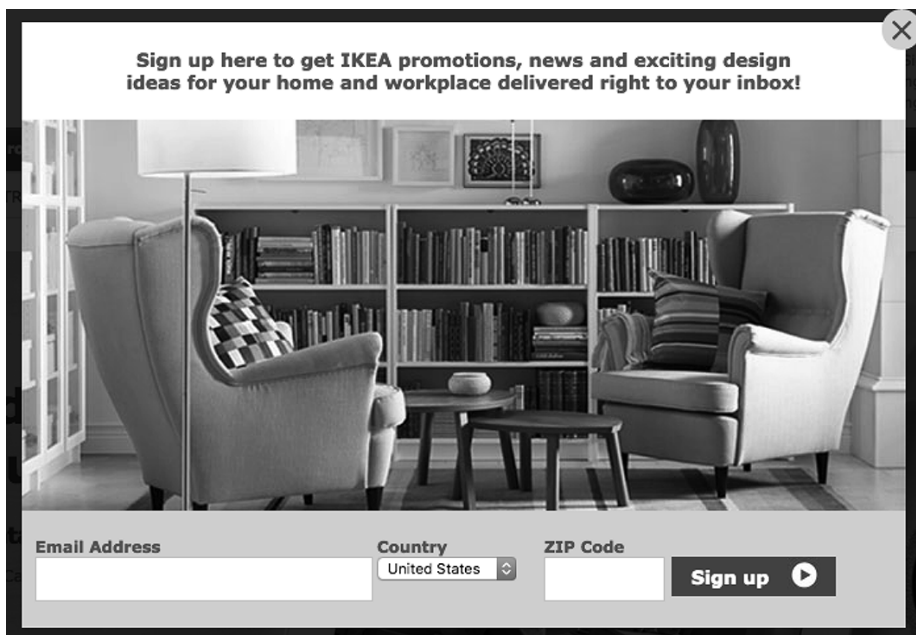 Sign up here to get IKEA promotions, news and exciting design
ideas for your home and workplace delivered right to your inbox!
Email Address
Country
ZIP Code
United States
Sign up